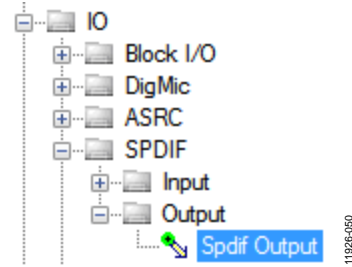 IO
Block I/O
DigMic
ASRC
SPDIF
Input
Output
Spdif Output
11926-050